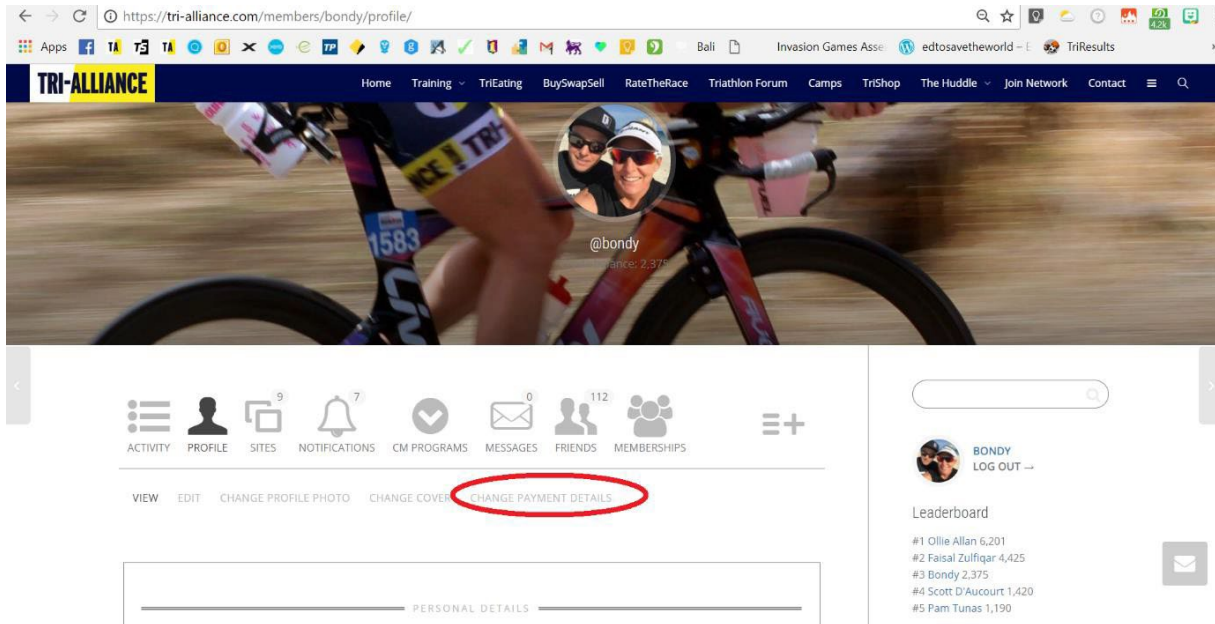 https://tri-alliance.com/members/bondy/profile/
Apps Bali Invasion Games Asse edtosavetheworld – E TriResults
4.2k
TRI-ALLIANCE Home Training TriEating BuySwapSell RateTheRace Triathlon Forum Camps TriShop The Huddle Join Network Contact
1583
@bondy
2,375
9 7 0 112
ACTIVITY PROFILE SITES NOTIFICATIONS CM PROGRAMS MESSAGES FRIENDS MEMBERSHIPS
VIEW EDIT CHANGE PROFILE PHOTO CHANGE COVER CHANGE PAYMENT DETAILS
PERSONAL DETAILS
BONDY
LOG OUT →
Leaderboard
#1 Ollie Allan 6,201
#2 Faisal Zulfiqar 4,425
#3 Bondy 2,375
#4 Scott D'Aucourt 1,420
#5 Pam Tunas 1,190